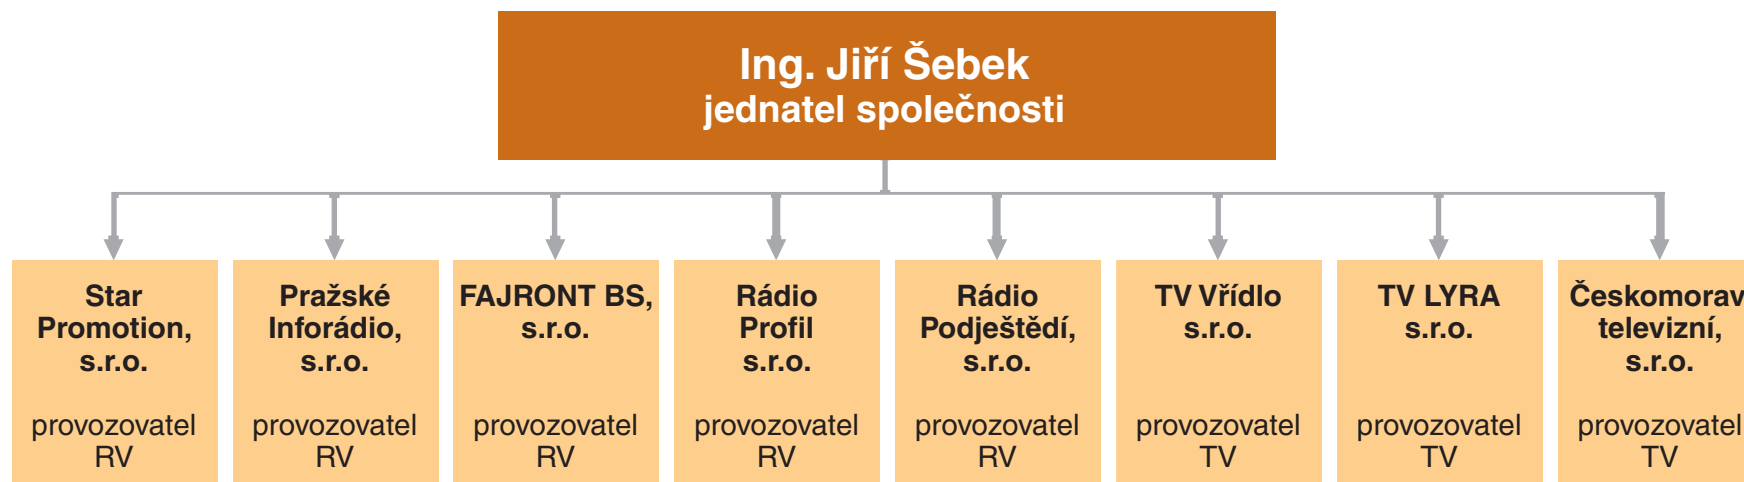 Ing. Jiří Šebek
jednatel společnosti
Star
Promotion,
s.r.o.
provozovatel
RV
Pražské
Inforádio,
s.r.o.
provozovatel
RV
FAJRONT BS,
s.r.o.
provozovatel
RV
Rádio
Profil
s.r.o.
provozovatel
RV
Rádio
Podještědí,
s.r.o.
provozovatel
RV
TV Vřídlo
s.r.o.
provozovatel
TV
TV LYRA
s.r.o.
provozovatel
TV
Českomorav
televizní,
s.r.o.
provozovatel
TV